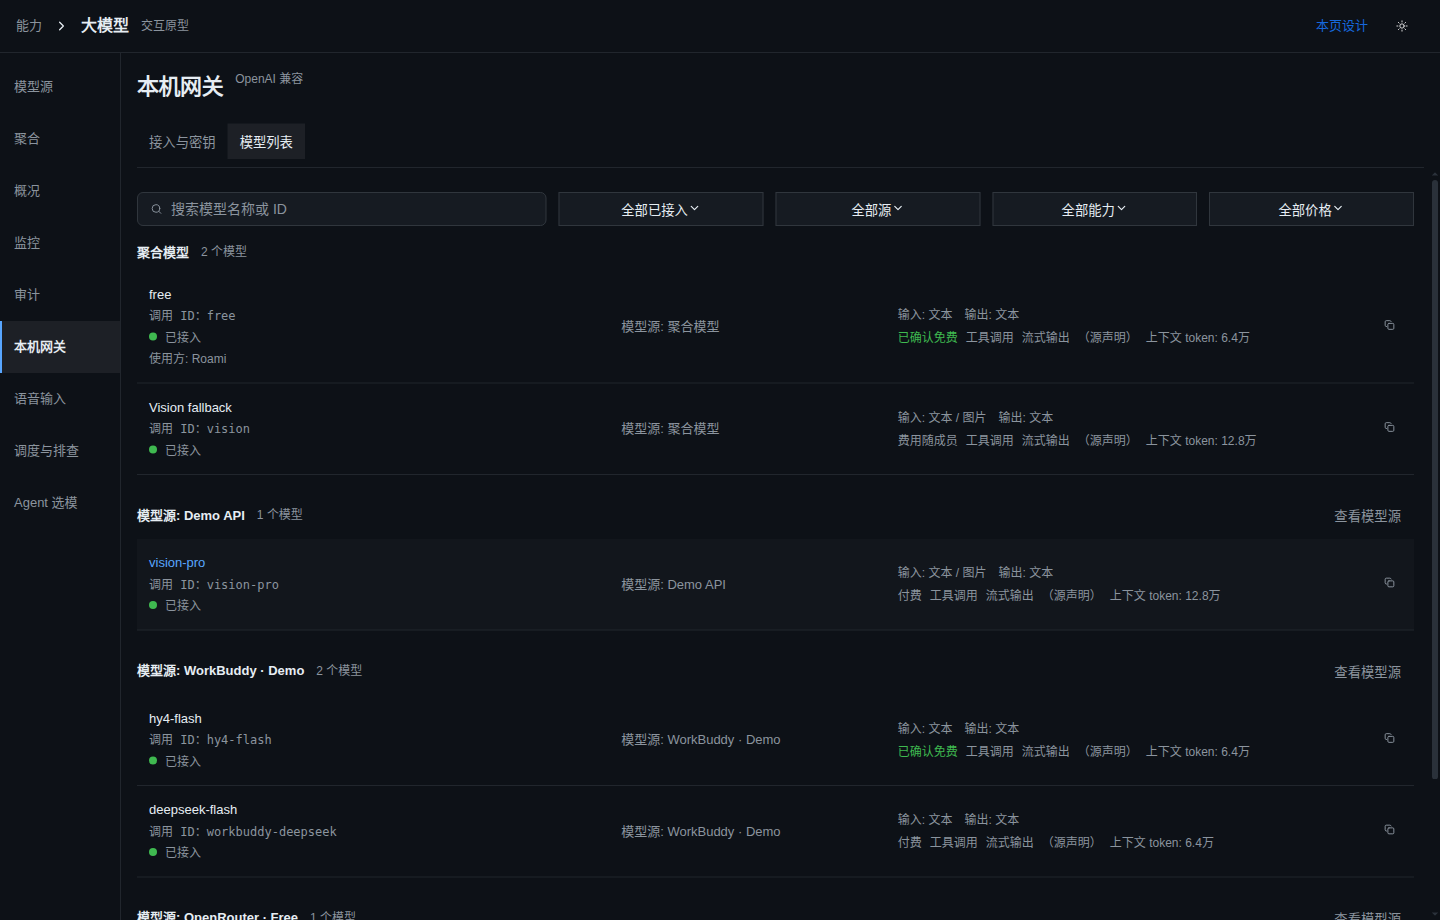 能力 > 大模型 交互原型
本页设计
模型源
聚合
概况
监控
审计
本机网关
语音输入
调度与排查
Agent 选模
本机网关 OpenAI 兼容
接入与密钥 模型列表
搜索模型名称或 ID 全部已接入 全部源 全部能力 全部价格
聚合模型 2 个模型
free
调用 ID: free
已接入
使用方: Roami
模型源: 聚合模型
输入: 文本 输出: 文本
已确认免费 工具调用 流式输出 （源声明） 上下文 token: 6.4万
Vision fallback
调用 ID: vision
已接入
模型源: 聚合模型
输入: 文本 / 图片 输出: 文本
费用随成员 工具调用 流式输出 （源声明） 上下文 token: 12.8万
模型源: Demo API 1 个模型 查看模型源
vision-pro
调用 ID: vision-pro
已接入
模型源: Demo API
输入: 文本 / 图片 输出: 文本
付费 工具调用 流式输出 （源声明） 上下文 token: 12.8万
模型源: WorkBuddy · Demo 2 个模型 查看模型源
hy4-flash
调用 ID: hy4-flash
已接入
模型源: WorkBuddy · Demo
输入: 文本 输出: 文本
已确认免费 工具调用 流式输出 （源声明） 上下文 token: 6.4万
deepseek-flash
调用 ID: workbuddy-deepseek
已接入
模型源: WorkBuddy · Demo
输入: 文本 输出: 文本
付费 工具调用 流式输出 （源声明） 上下文 token: 6.4万
模型源: OpenRouter · Free 1 个模型 查看模型源